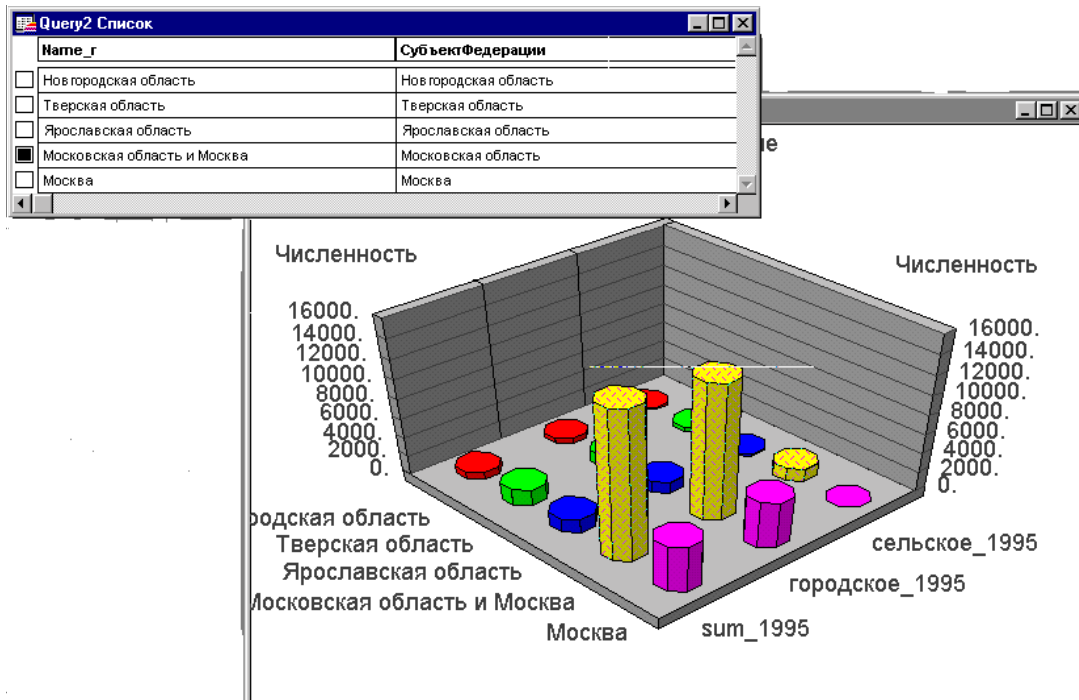 Query2 Список
Name_r СубъектФедерации
Новгородская область Новгородская область
Тверская область Тверская область
Ярославская область Ярославская область
Московская область и Москва Московская область
Москва Москва
Численность
Численность
16000.
14000.
12000.
10000.
8000.
6000.
4000.
2000.
0.
16000.
14000.
12000.
10000.
8000.
6000.
4000.
2000.
0.
родская область
Тверская область
Ярославская область
Московская область и Москва
Москва
сельское_1995
городское_1995
sum_1995